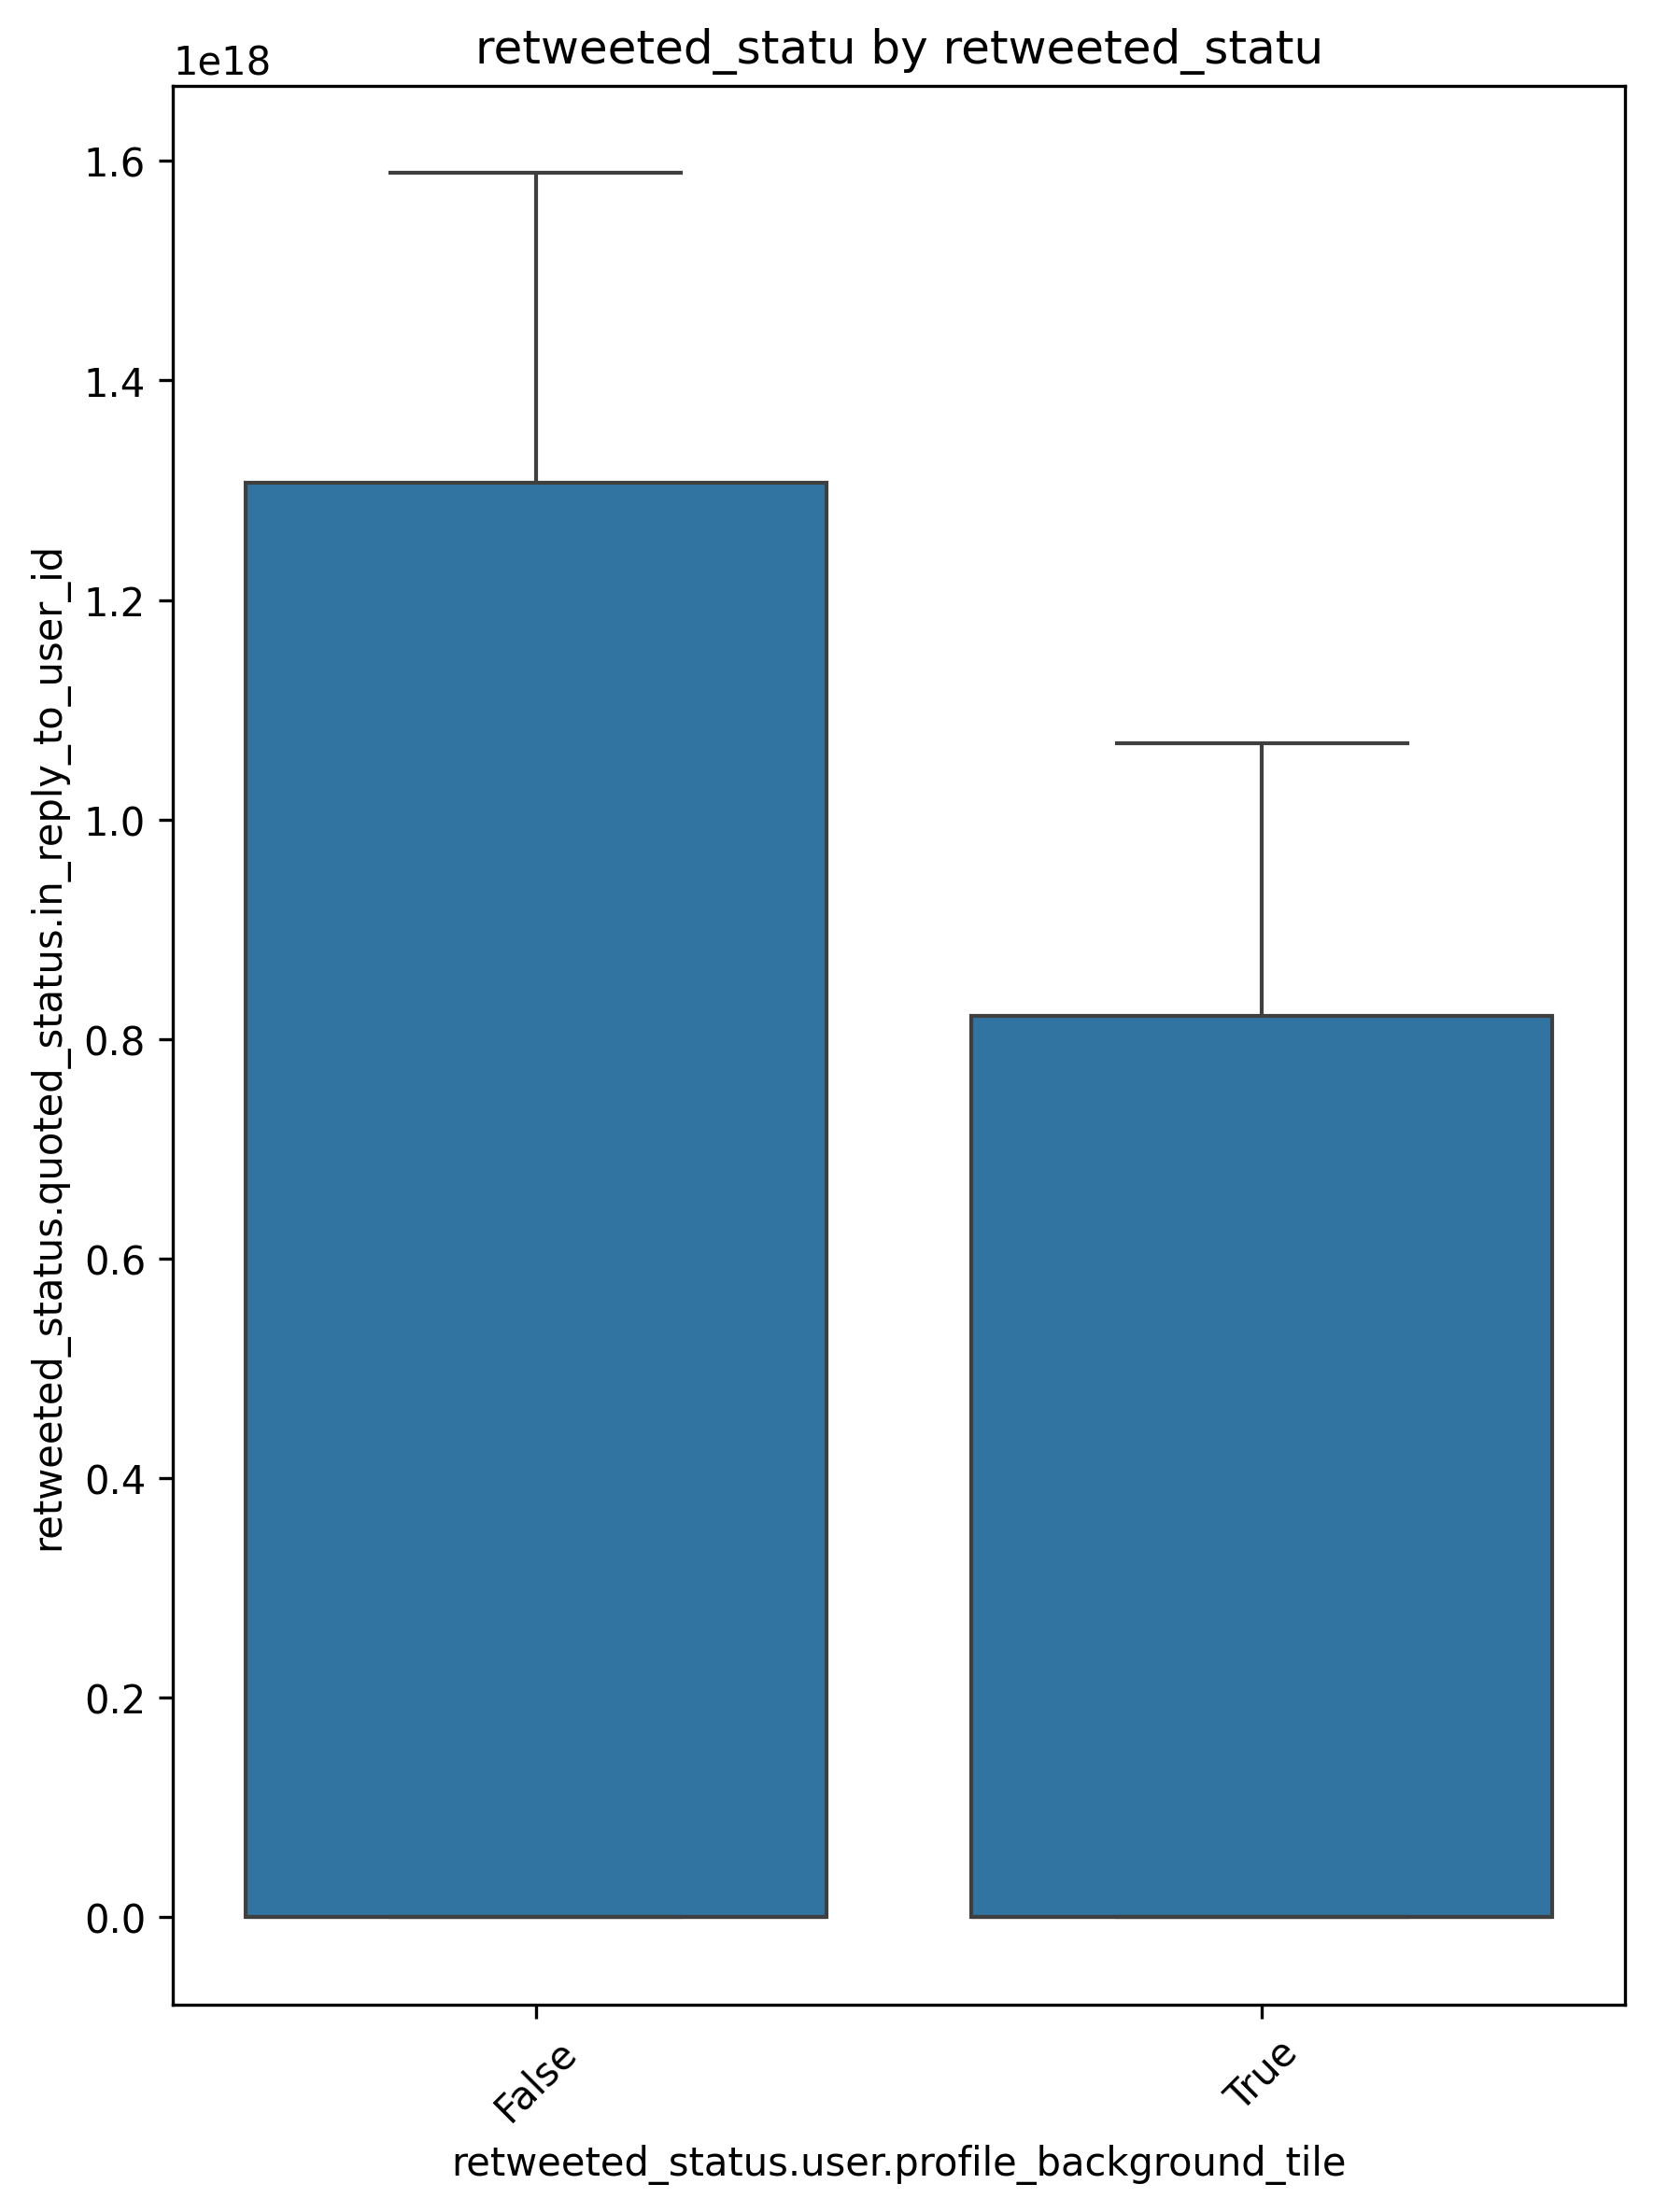 retweeted_statu by retweeted_statu
1e18
1.6
1.4
1.2
1.0
0.8
0.6
0.4
0.2
0.0
retweeted_status.quoted_status.in_reply_to_user_id
False
True
retweeted_status.user.profile_background_tile